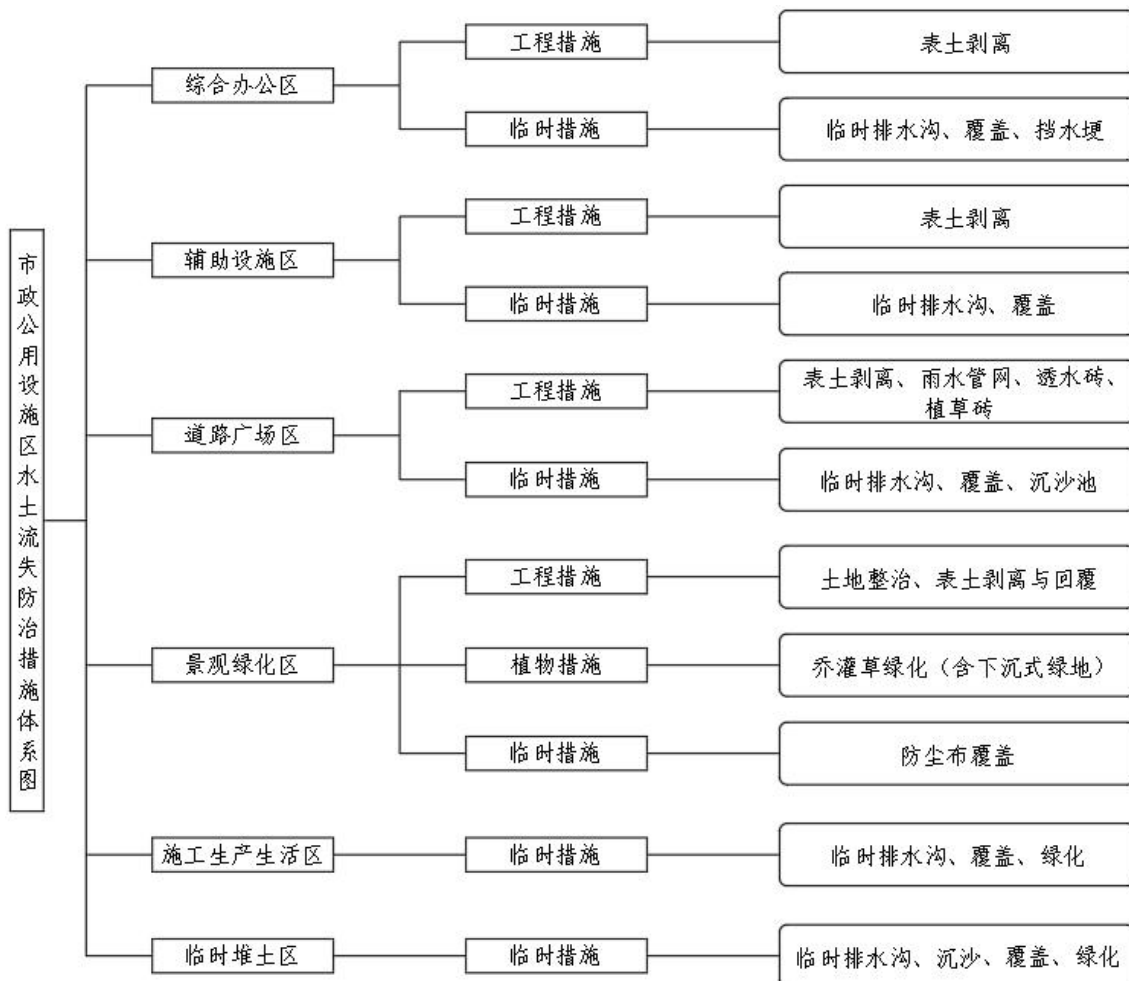 市政公用设施区水土流失防治措施体系图
综合办公区
工程措施
表土剥离
临时措施
临时排水沟、覆盖、挡水埂
辅助设施区
工程措施
表土剥离
临时措施
临时排水沟、覆盖
道路广场区
工程措施
表土剥离、雨水管网、透水砖、
植草砖
临时措施
临时排水沟、覆盖、沉沙池
景观绿化区
工程措施
土地整治、表土剥离与回覆
植物措施
乔灌草绿化（含下沉式绿地）
临时措施
防尘布覆盖
施工生产生活区
临时措施
临时排水沟、覆盖、绿化
临时堆土区
临时措施
临时排水沟、沉沙、覆盖、绿化